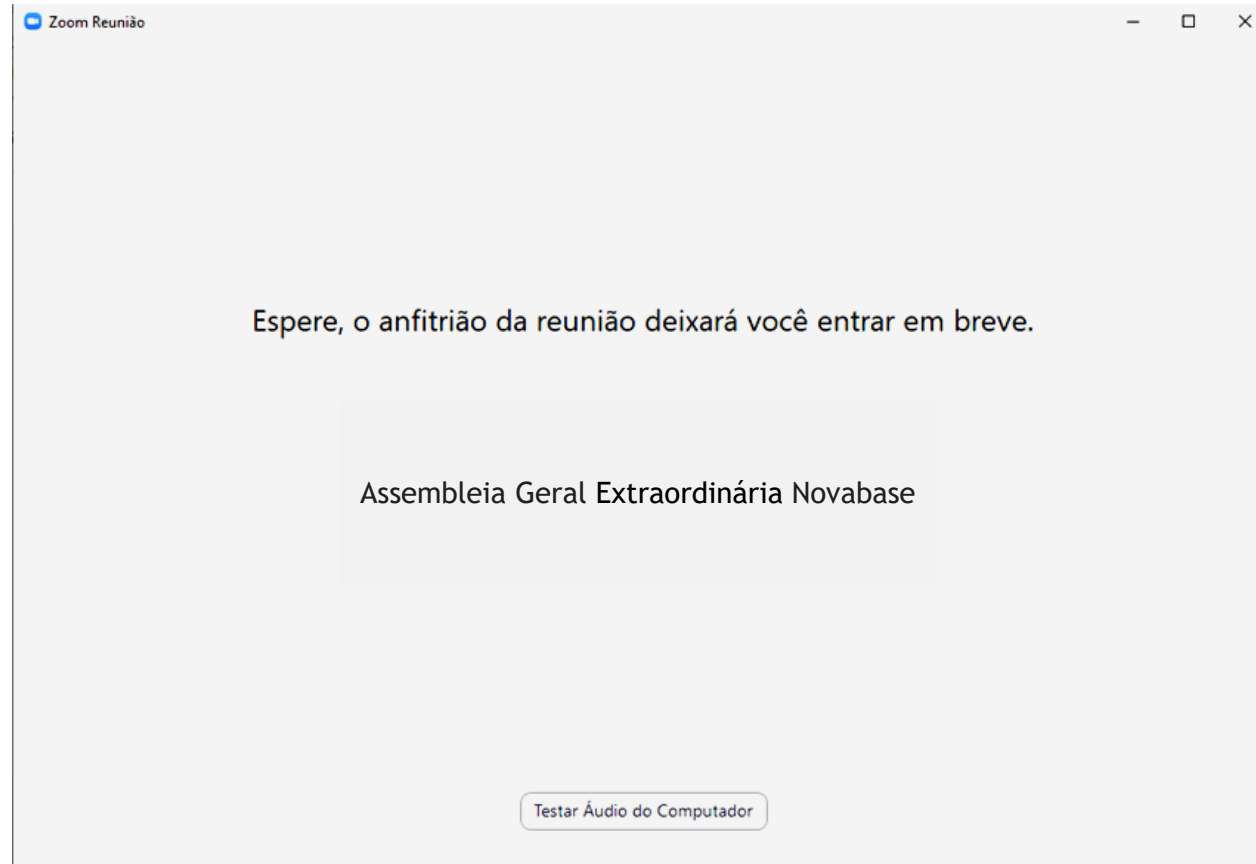 Zoom Reunião
Espere, o anfitrião da reunião deixará você entrar em breve.
Assembleia Geral Extraordinária Novabase
Testar Áudio do Computador